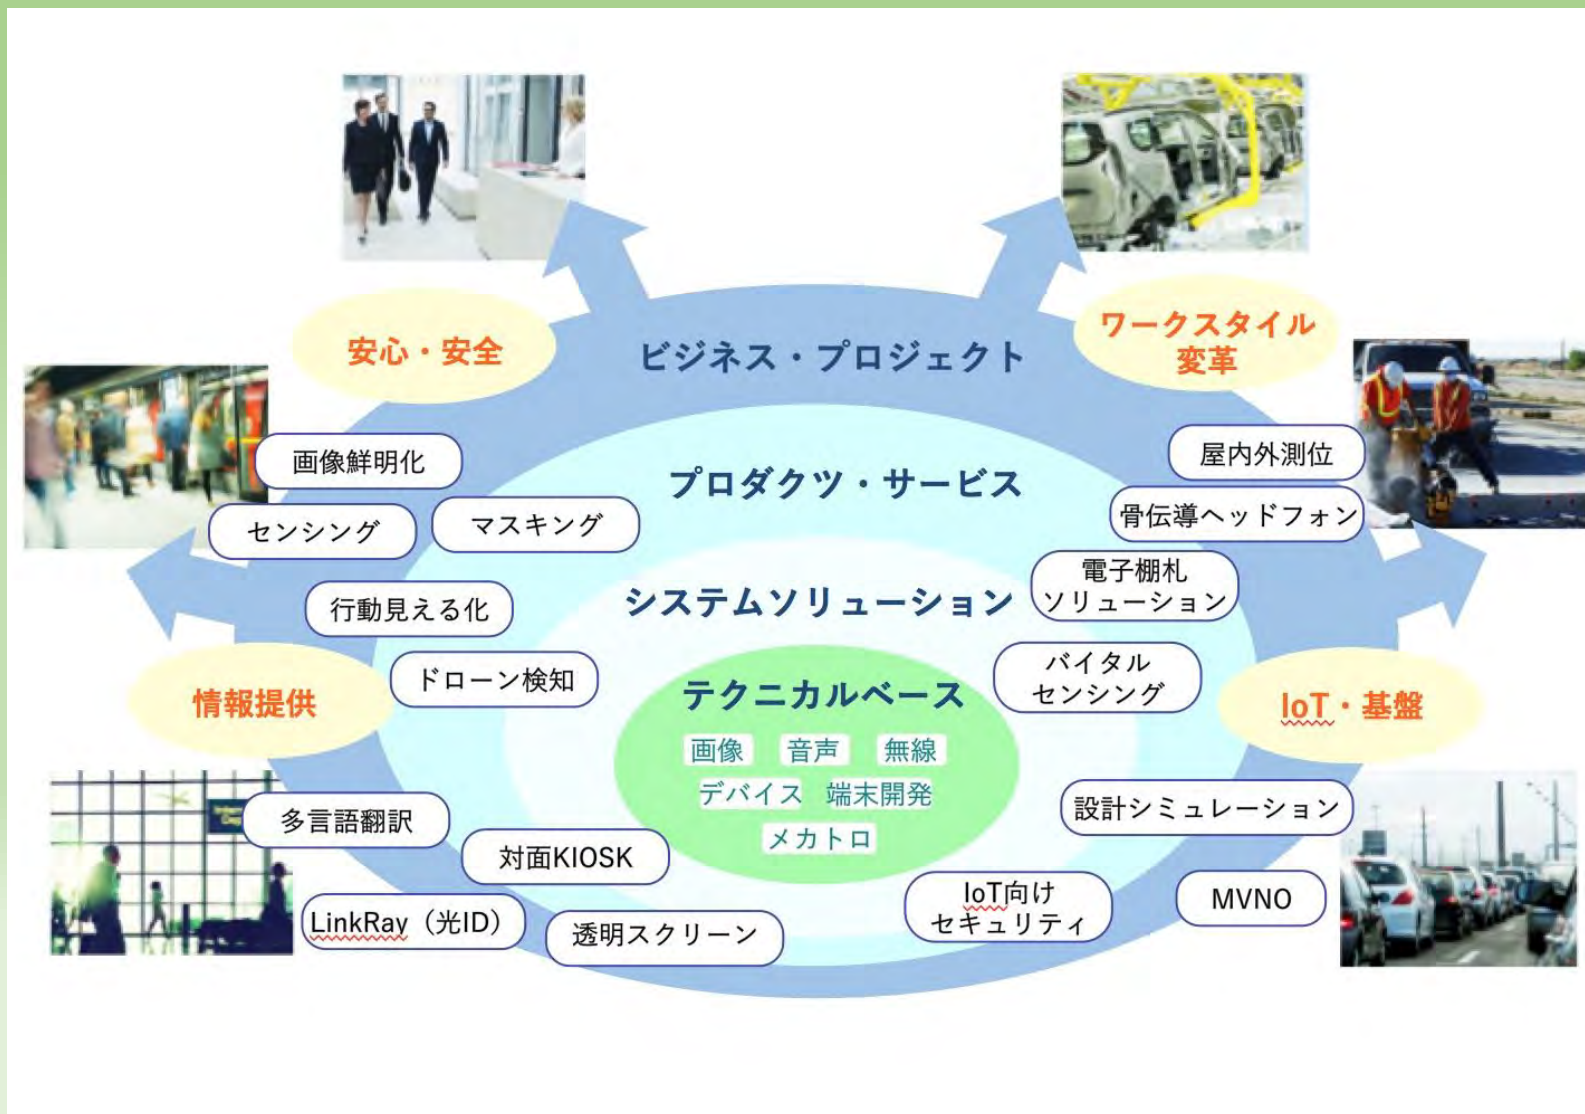 安心・安全
ビジネス・プロジェクト
ワークスタイル
変革
画像鮮明化
プロダクツ・サービス
屋内外測位
センシング
マスキング
骨伝導ヘッドフォン
行動見える化
システムソリューション
電子棚札
ソリューション
ドローン検知
テクニカルベース
バイタル
センシング
情報提供
IoT・基盤
画像 音声 無線
デバイス 端末開発
メカトロ
多言語翻訳
対面KIOSK
設計シミュレーション
LinkRay（光ID）
透明スクリーン
IoT向け
セキュリティ
MVNO